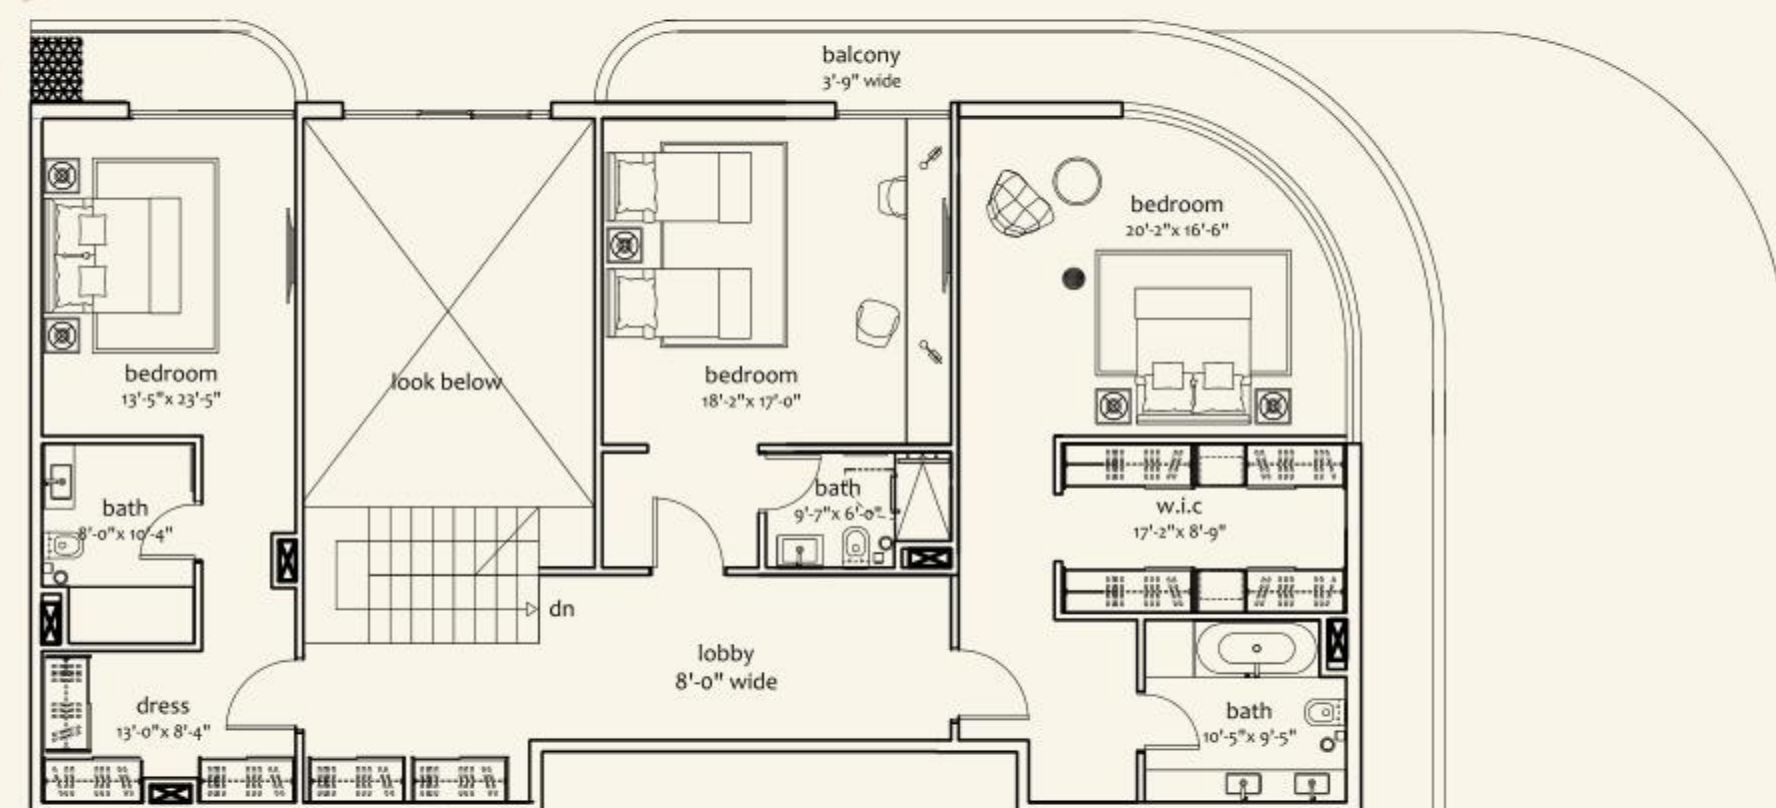 balcony
3'-9" wide
bedroom
20'-2"x 16'-6"
bedroom
13'-5"x 23'-5"
look below
bedroom
18'-2"x 17'-0"
bath
8'-0"x 10'-4"
bath
9'-7"x 6'-0"
w.i.c
17'-2"x 8'-9"
dn
lobby
8'-0" wide
dress
13'-0"x 8'-4"
bath
10'-5"x 9'-5"